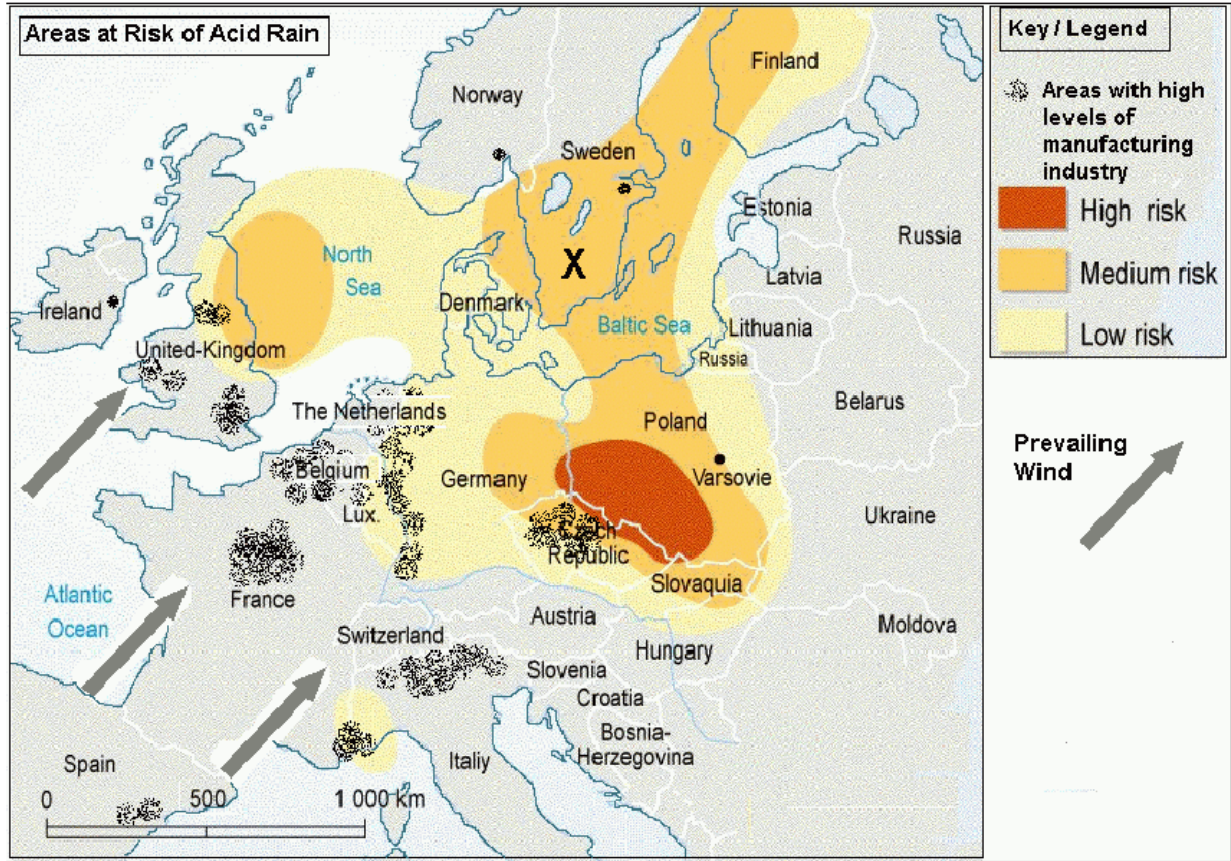 Areas at Risk of Acid Rain
Key / Legend
Areas with high
levels of
manufacturing
industry
High risk
Medium risk
Low risk
Prevailing
Wind
Finland
Norway
Sweden
Estonia
Russia
North
Sea
X
Latvia
Ireland
Denmark
Baltic Sea
Lithuania
United-Kingdom
Russia
Belarus
The Netherlands
Poland
Belgium
Germany
Varsovie
Lux.
Ukraine
Czech
Republic
Slovaquia
France
Atlantic
Ocean
Austria
Moldova
Switzerland
Hungary
Slovenia
Croatia
Bosnia-
Herzegovina
Spain
Italiy
0 500 1 000 km